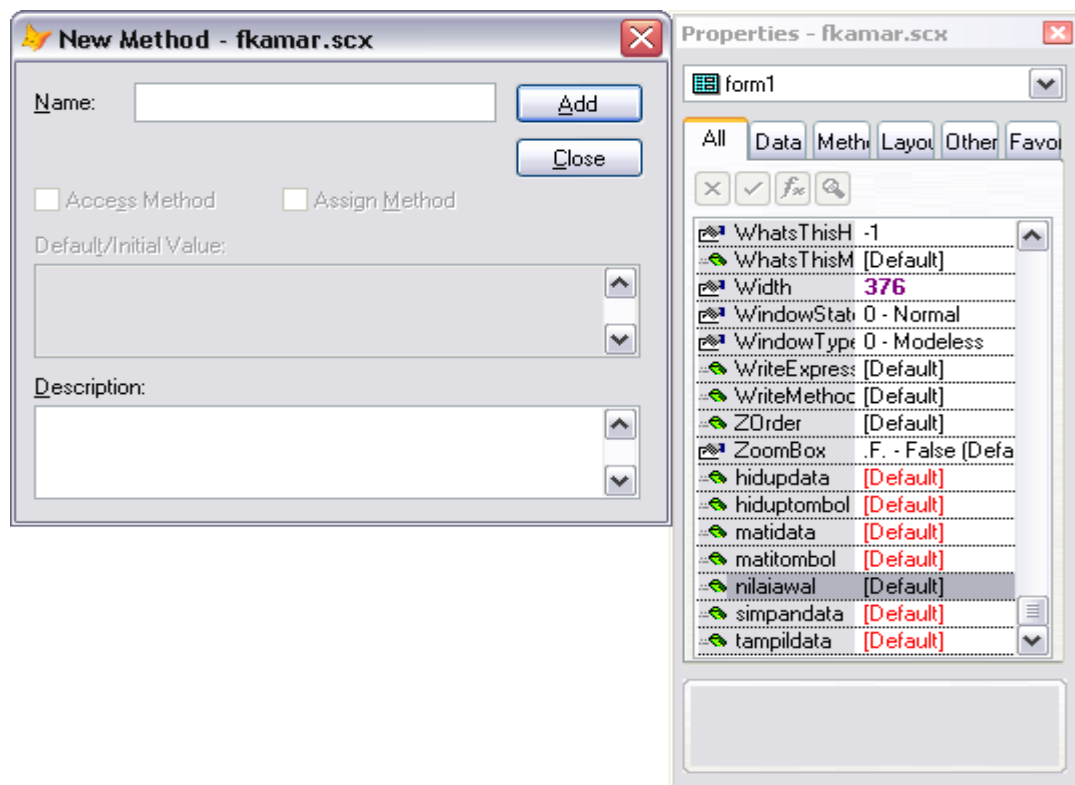 New Method - fkamar.scx
Name:
Add
Close
Access Method
Assign Method
Default/Initial Value:
Description:
Properties - fkamar.scx
form1
All Data Meth Layou Other Favor
WhatsThisH -1
WhatsThisM [Default]
Width 376
WindowStat 0 - Normal
WindowType 0 - Modeless
WriteExpress [Default]
WriteMethod [Default]
ZOrder [Default]
ZoomBox .F. - False (Defa
hidupdata [Default]
hiduptombol [Default]
matidata [Default]
matitombol [Default]
nilaiawal [Default]
simpandata [Default]
tampildata [Default]